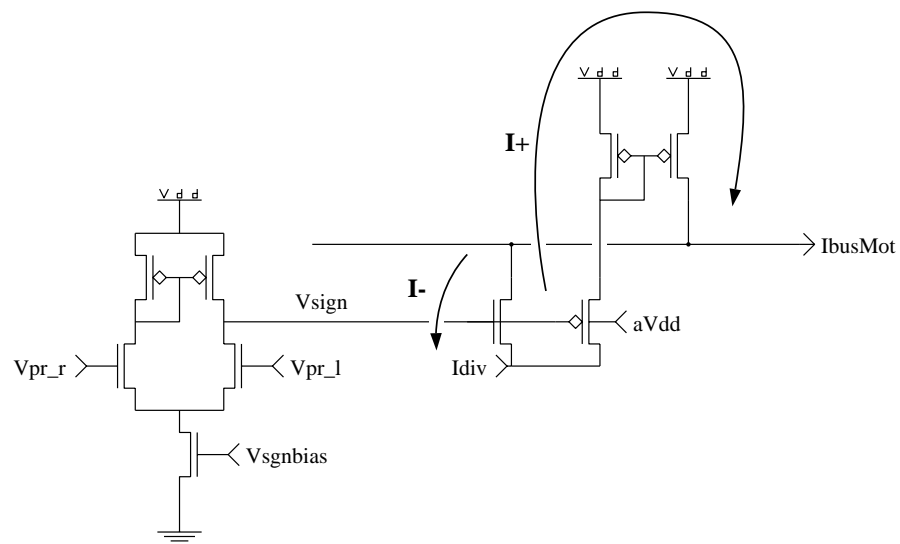 Vdd Vdd
I+
Vdd
IbusMot
I-
Vsign
aVdd
Vpr_r
Vpr_l
Idiv
Vsgnbias